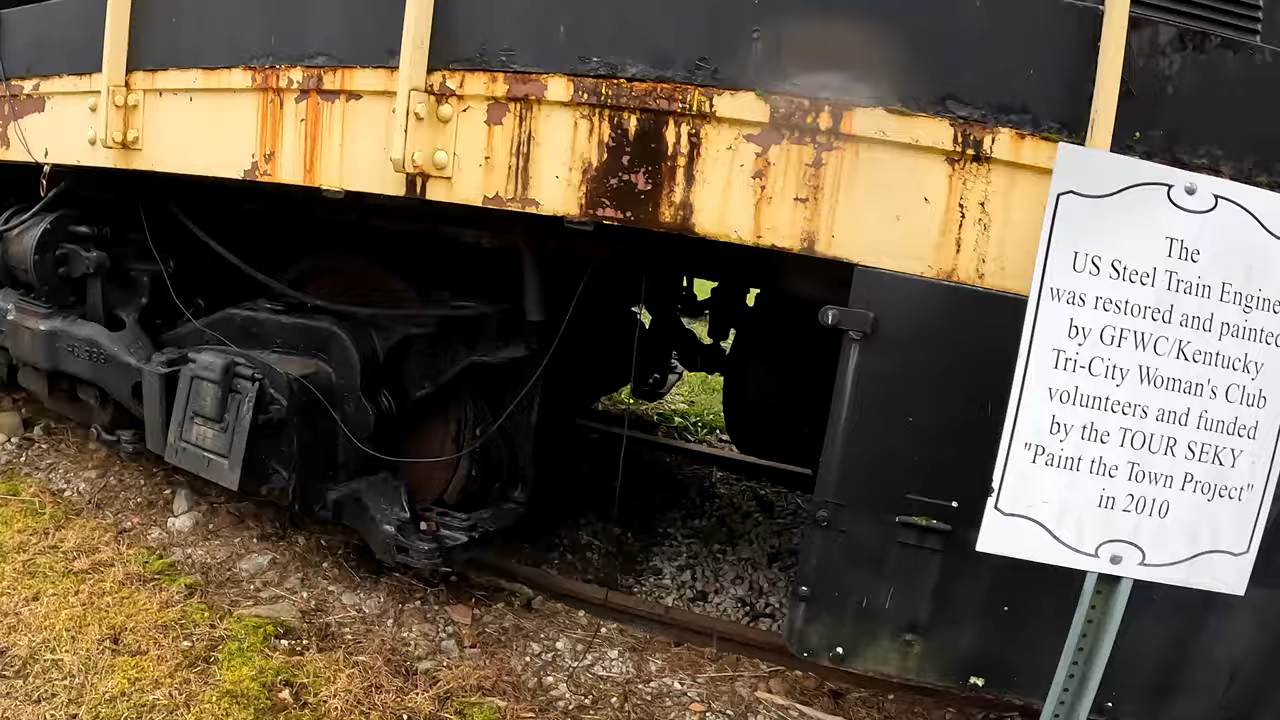 The
US Steel Train Engine
was restored and painted
by GFWC/Kentucky
Tri-City Woman's Club
volunteers and funded
by the TOUR SEKY
"Paint the Town Project"
in 2010